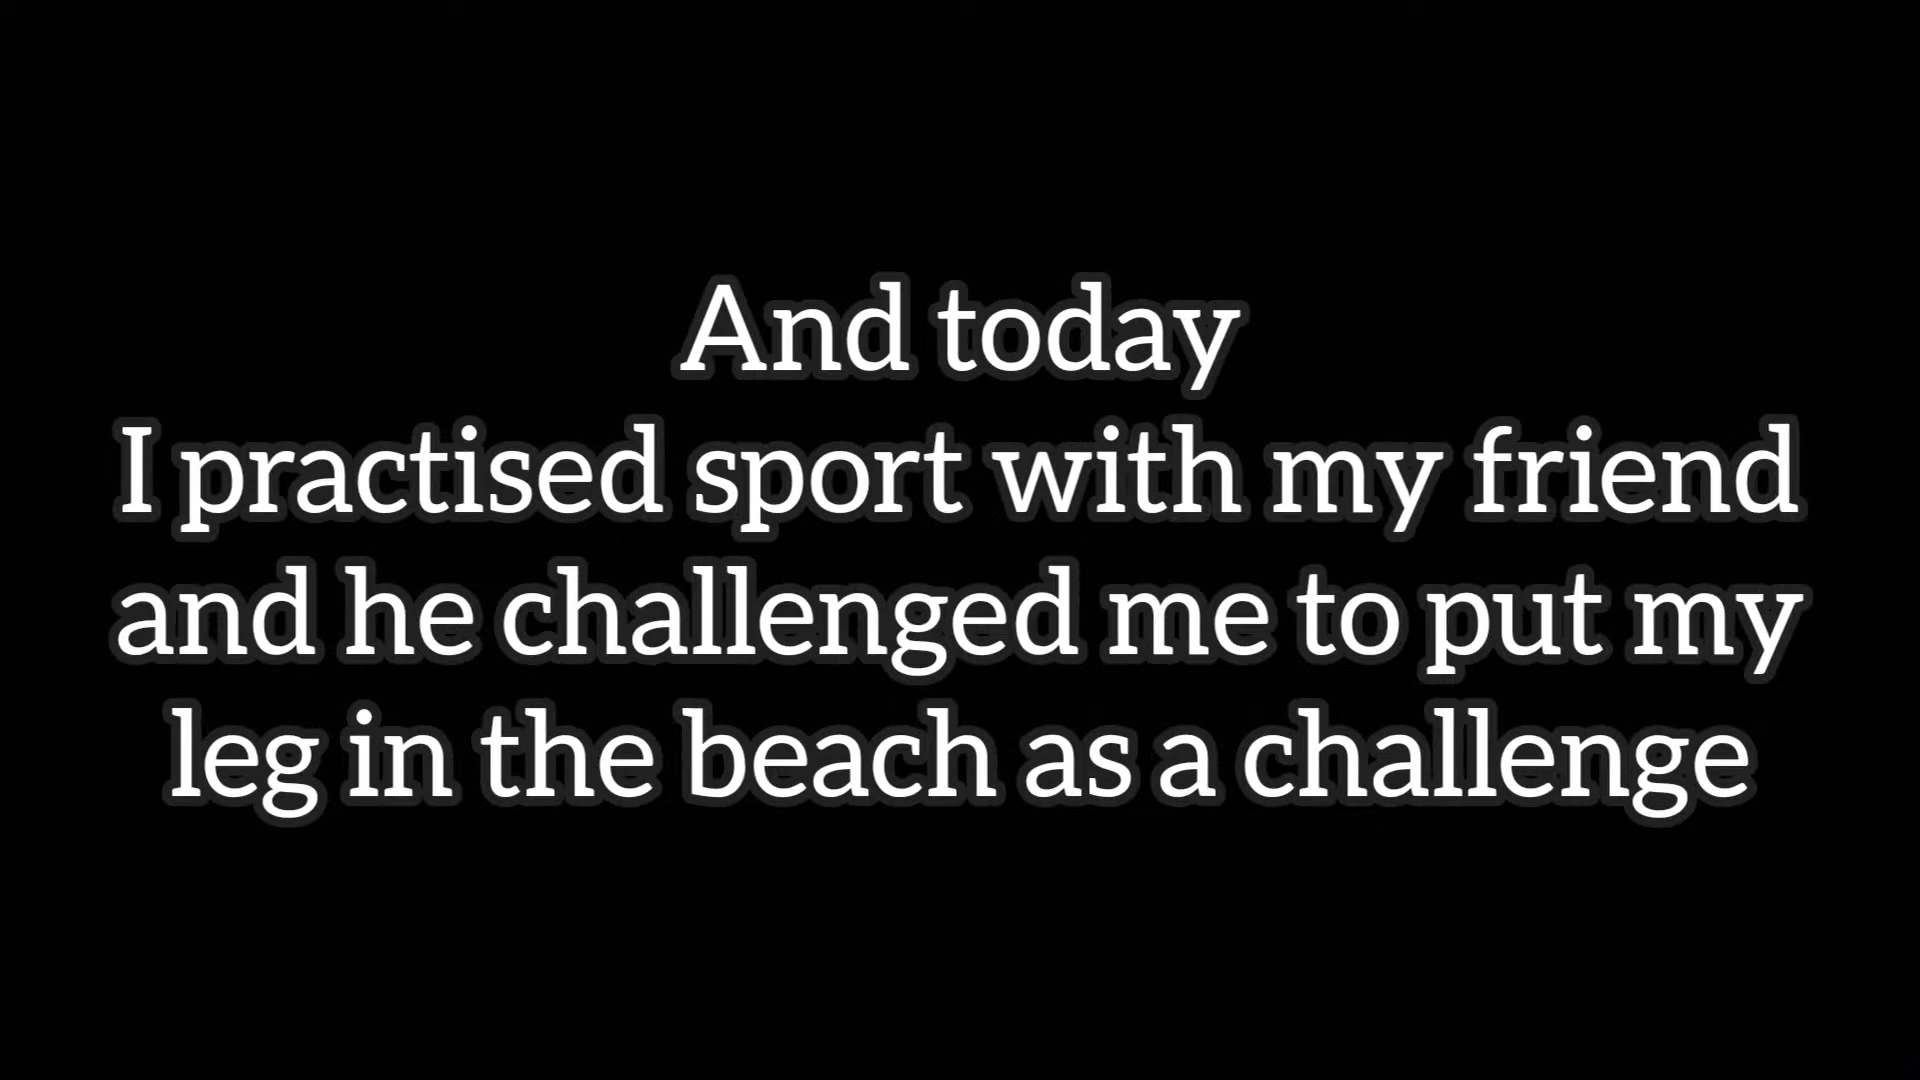 And today
I practised sport with my friend
and he challenged me to put my
leg in the beach as a challenge